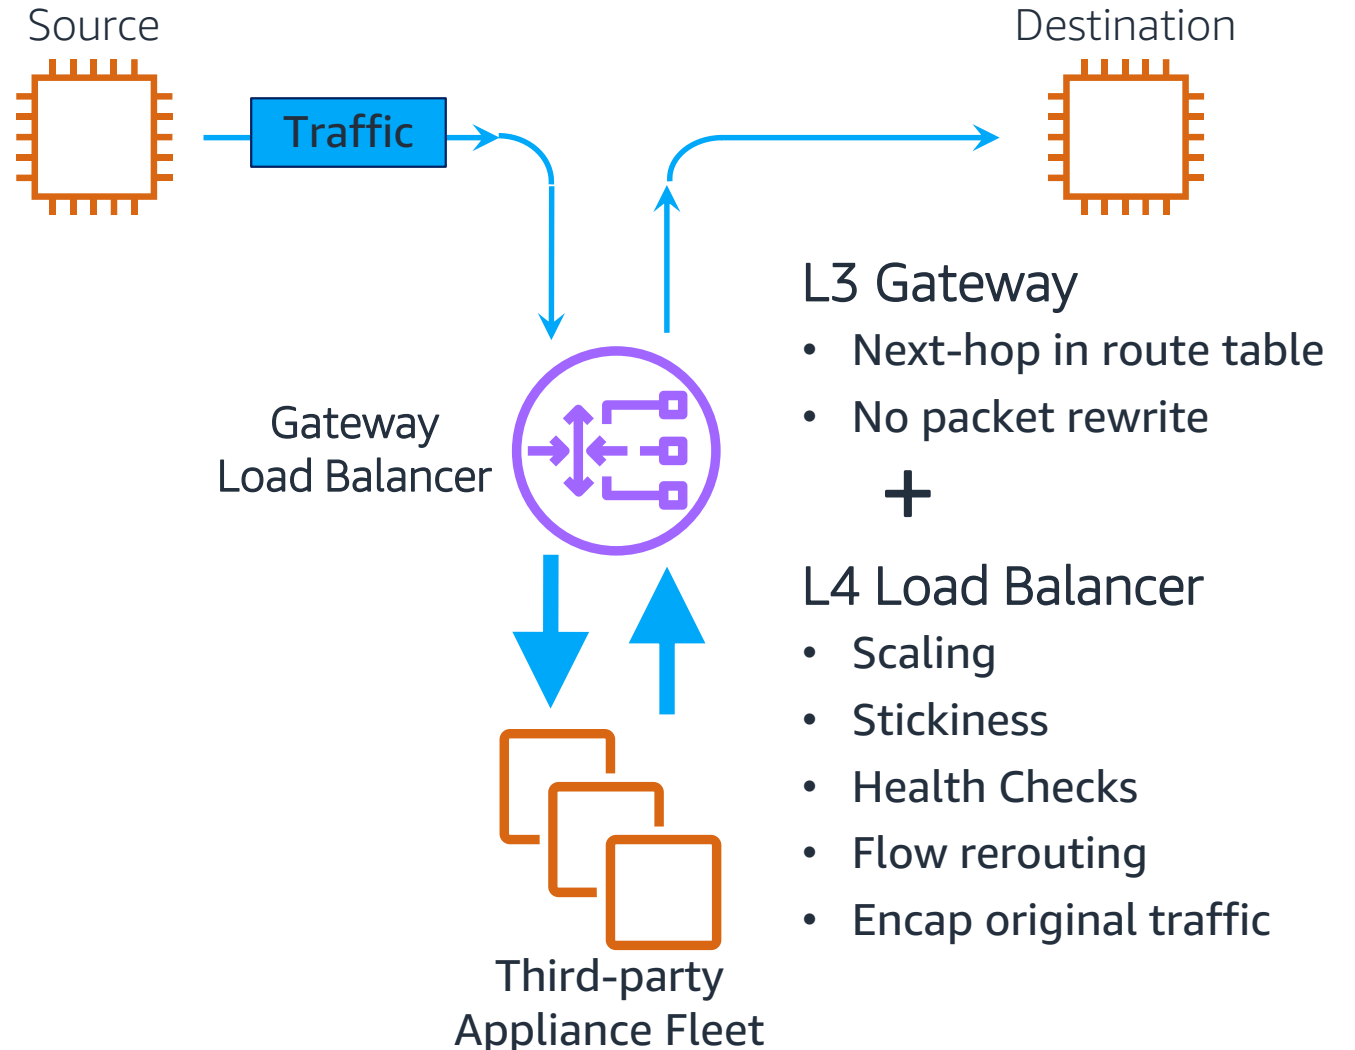 Source
Destination
Traffic
L3 Gateway
• Next-hop in route table
• No packet rewrite
+
Gateway
Load Balancer
L4 Load Balancer
• Scaling
• Stickiness
• Health Checks
• Flow rerouting
• Encap original traffic
Third-party
Appliance Fleet